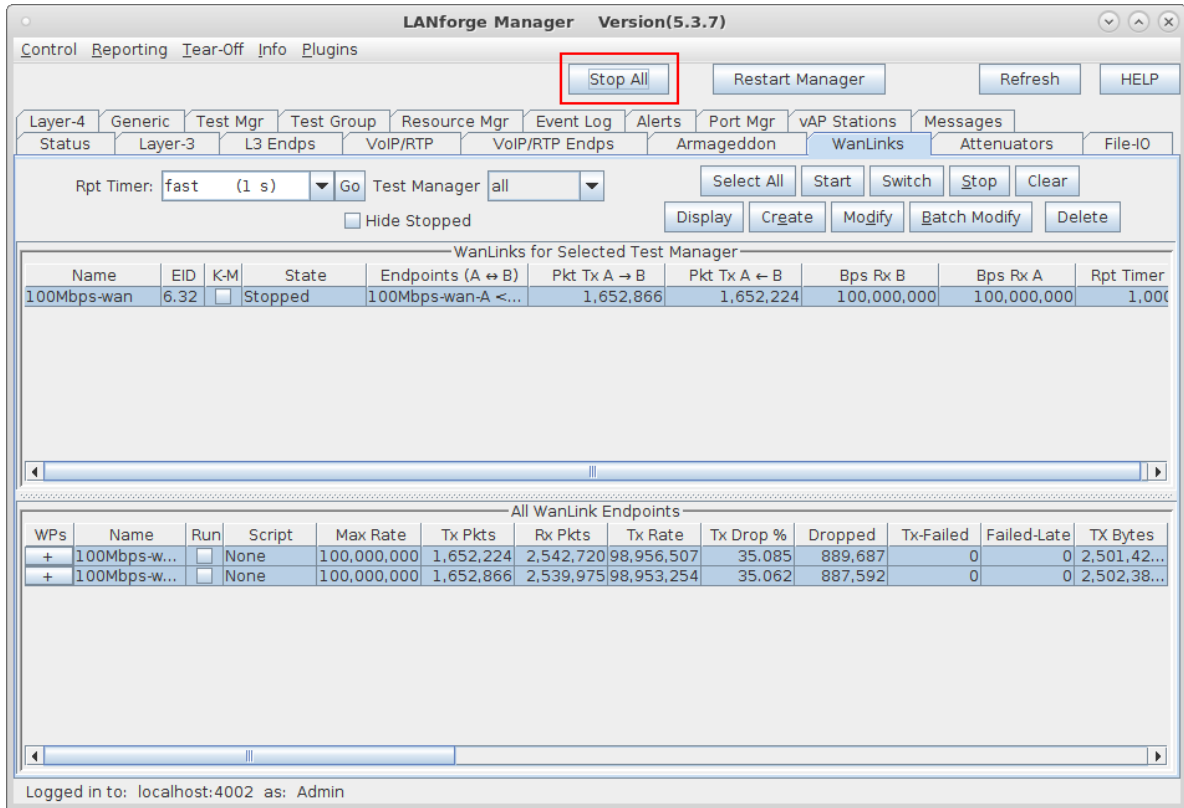 LANforge Manager Version(5.3.7)
Control Reporting Tear-Off Info Plugins
Stop All Restart Manager Refresh HELP
Layer-4 Generic Test Mgr Test Group Resource Mgr Event Log Alerts Port Mgr vAP Stations Messages
Status Layer-3 L3 Endps VoIP/RTP VoIP/RTP Endps Armageddon WanLinks Attenuators File-IO
Rpt Timer: fast (1 s) Go Test Manager all Select All Start Switch Stop Clear
Hide Stopped Display Create Modify Batch Modify Delete
WanLinks for Selected Test Manager
Name EID K-M State Endpoints (A ↔ B) Pkt Tx A → B Pkt Tx A ← B Bps Rx B Bps Rx A Rpt Timer
100Mbps-wan 6.32 Stopped 100Mbps-wan-A <... 1,652,866 1,652,224 100,000,000 100,000,000 1,000
All WanLink Endpoints
WPs Name Run Script Max Rate Tx Pkts Rx Pkts Tx Rate Tx Drop % Dropped Tx-Failed Failed-Late TX Bytes
+ 100Mbps-w... None 100,000,000 1,652,224 2,542,720 98,956,507 35.085 889,687 0 0 2,501,42...
+ 100Mbps-w... None 100,000,000 1,652,866 2,539,975 98,953,254 35.062 887,592 0 0 2,502,38...
Logged in to: localhost:4002 as: Admin